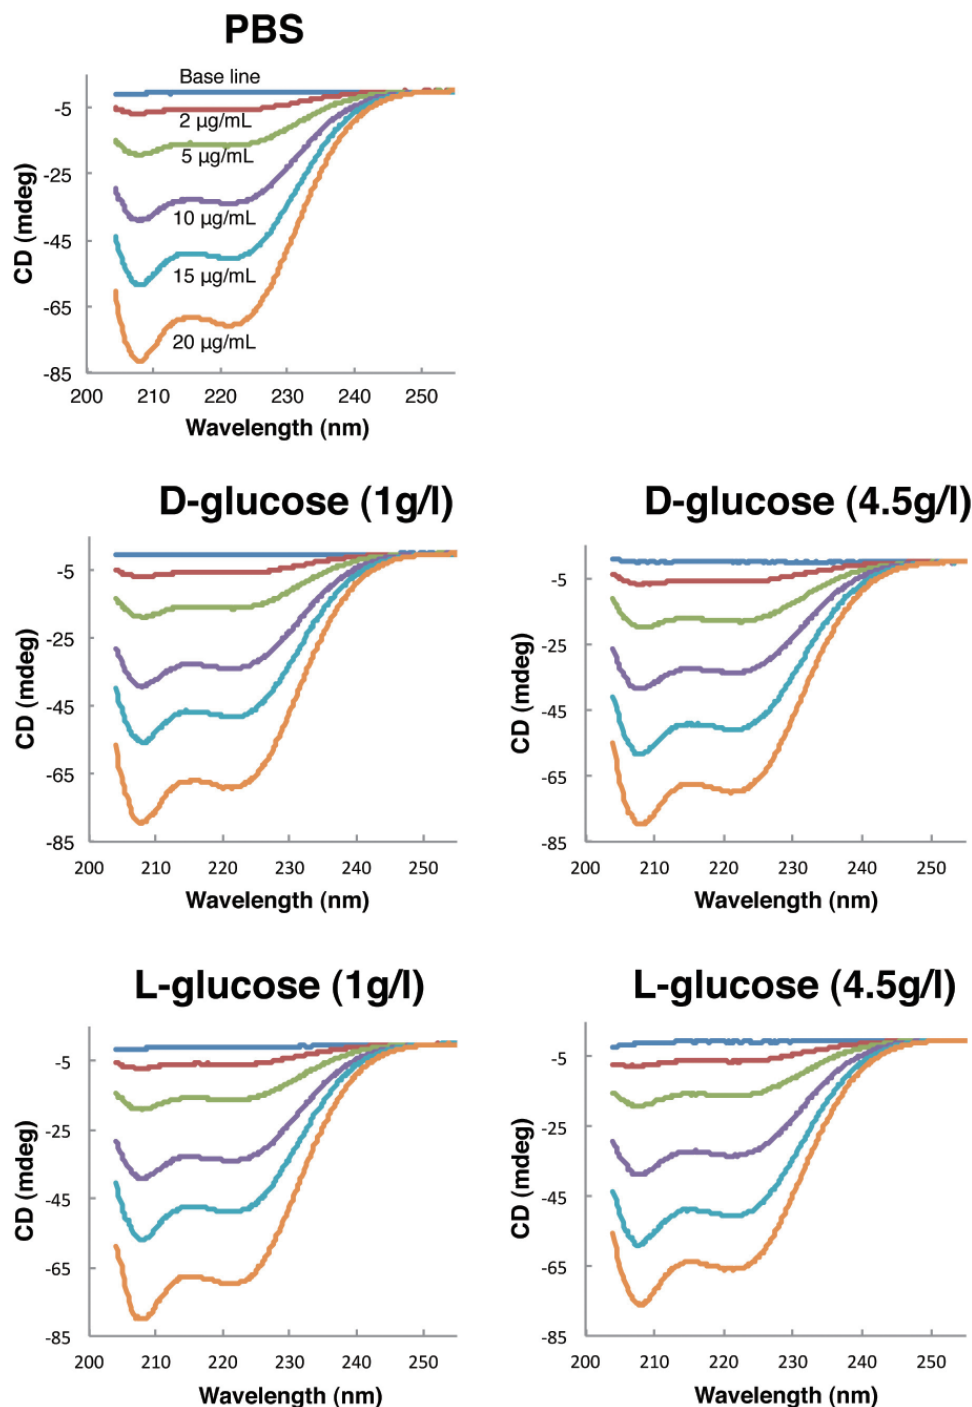 PBS
Base line
2 µg/mL
5 µg/mL
10 µg/mL
15 µg/mL
20 µg/mL
-5
-25
-45
-65
-85
CD (mdeg)
200 210 220 230 240 250
Wavelength (nm)
D-glucose (1g/l)
-5
-25
-45
-65
-85
CD (mdeg)
200 210 220 230 240 250
Wavelength (nm)
D-glucose (4.5g/l)
-5
-25
-45
-65
-85
CD (mdeg)
200 210 220 230 240 250
Wavelength (nm)
L-glucose (1g/l)
-5
-25
-45
-65
-85
CD (mdeg)
200 210 220 230 240 250
Wavelength (nm)
L-glucose (4.5g/l)
-5
-25
-45
-65
-85
CD (mdeg)
200 210 220 230 240 250
Wavelength (nm)